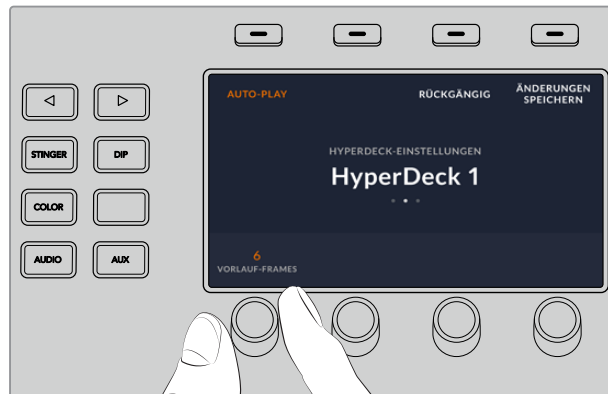 AUTO-PLAY
RÜCKGÄNGIG
ÄNDERUNGEN
SPEICHERN
HYPERDECK-EINSTELLUNGEN
HyperDeck 1
6
VORLAUF-FRAMES
STINGER
DIP
COLOR
AUDIO
AUX